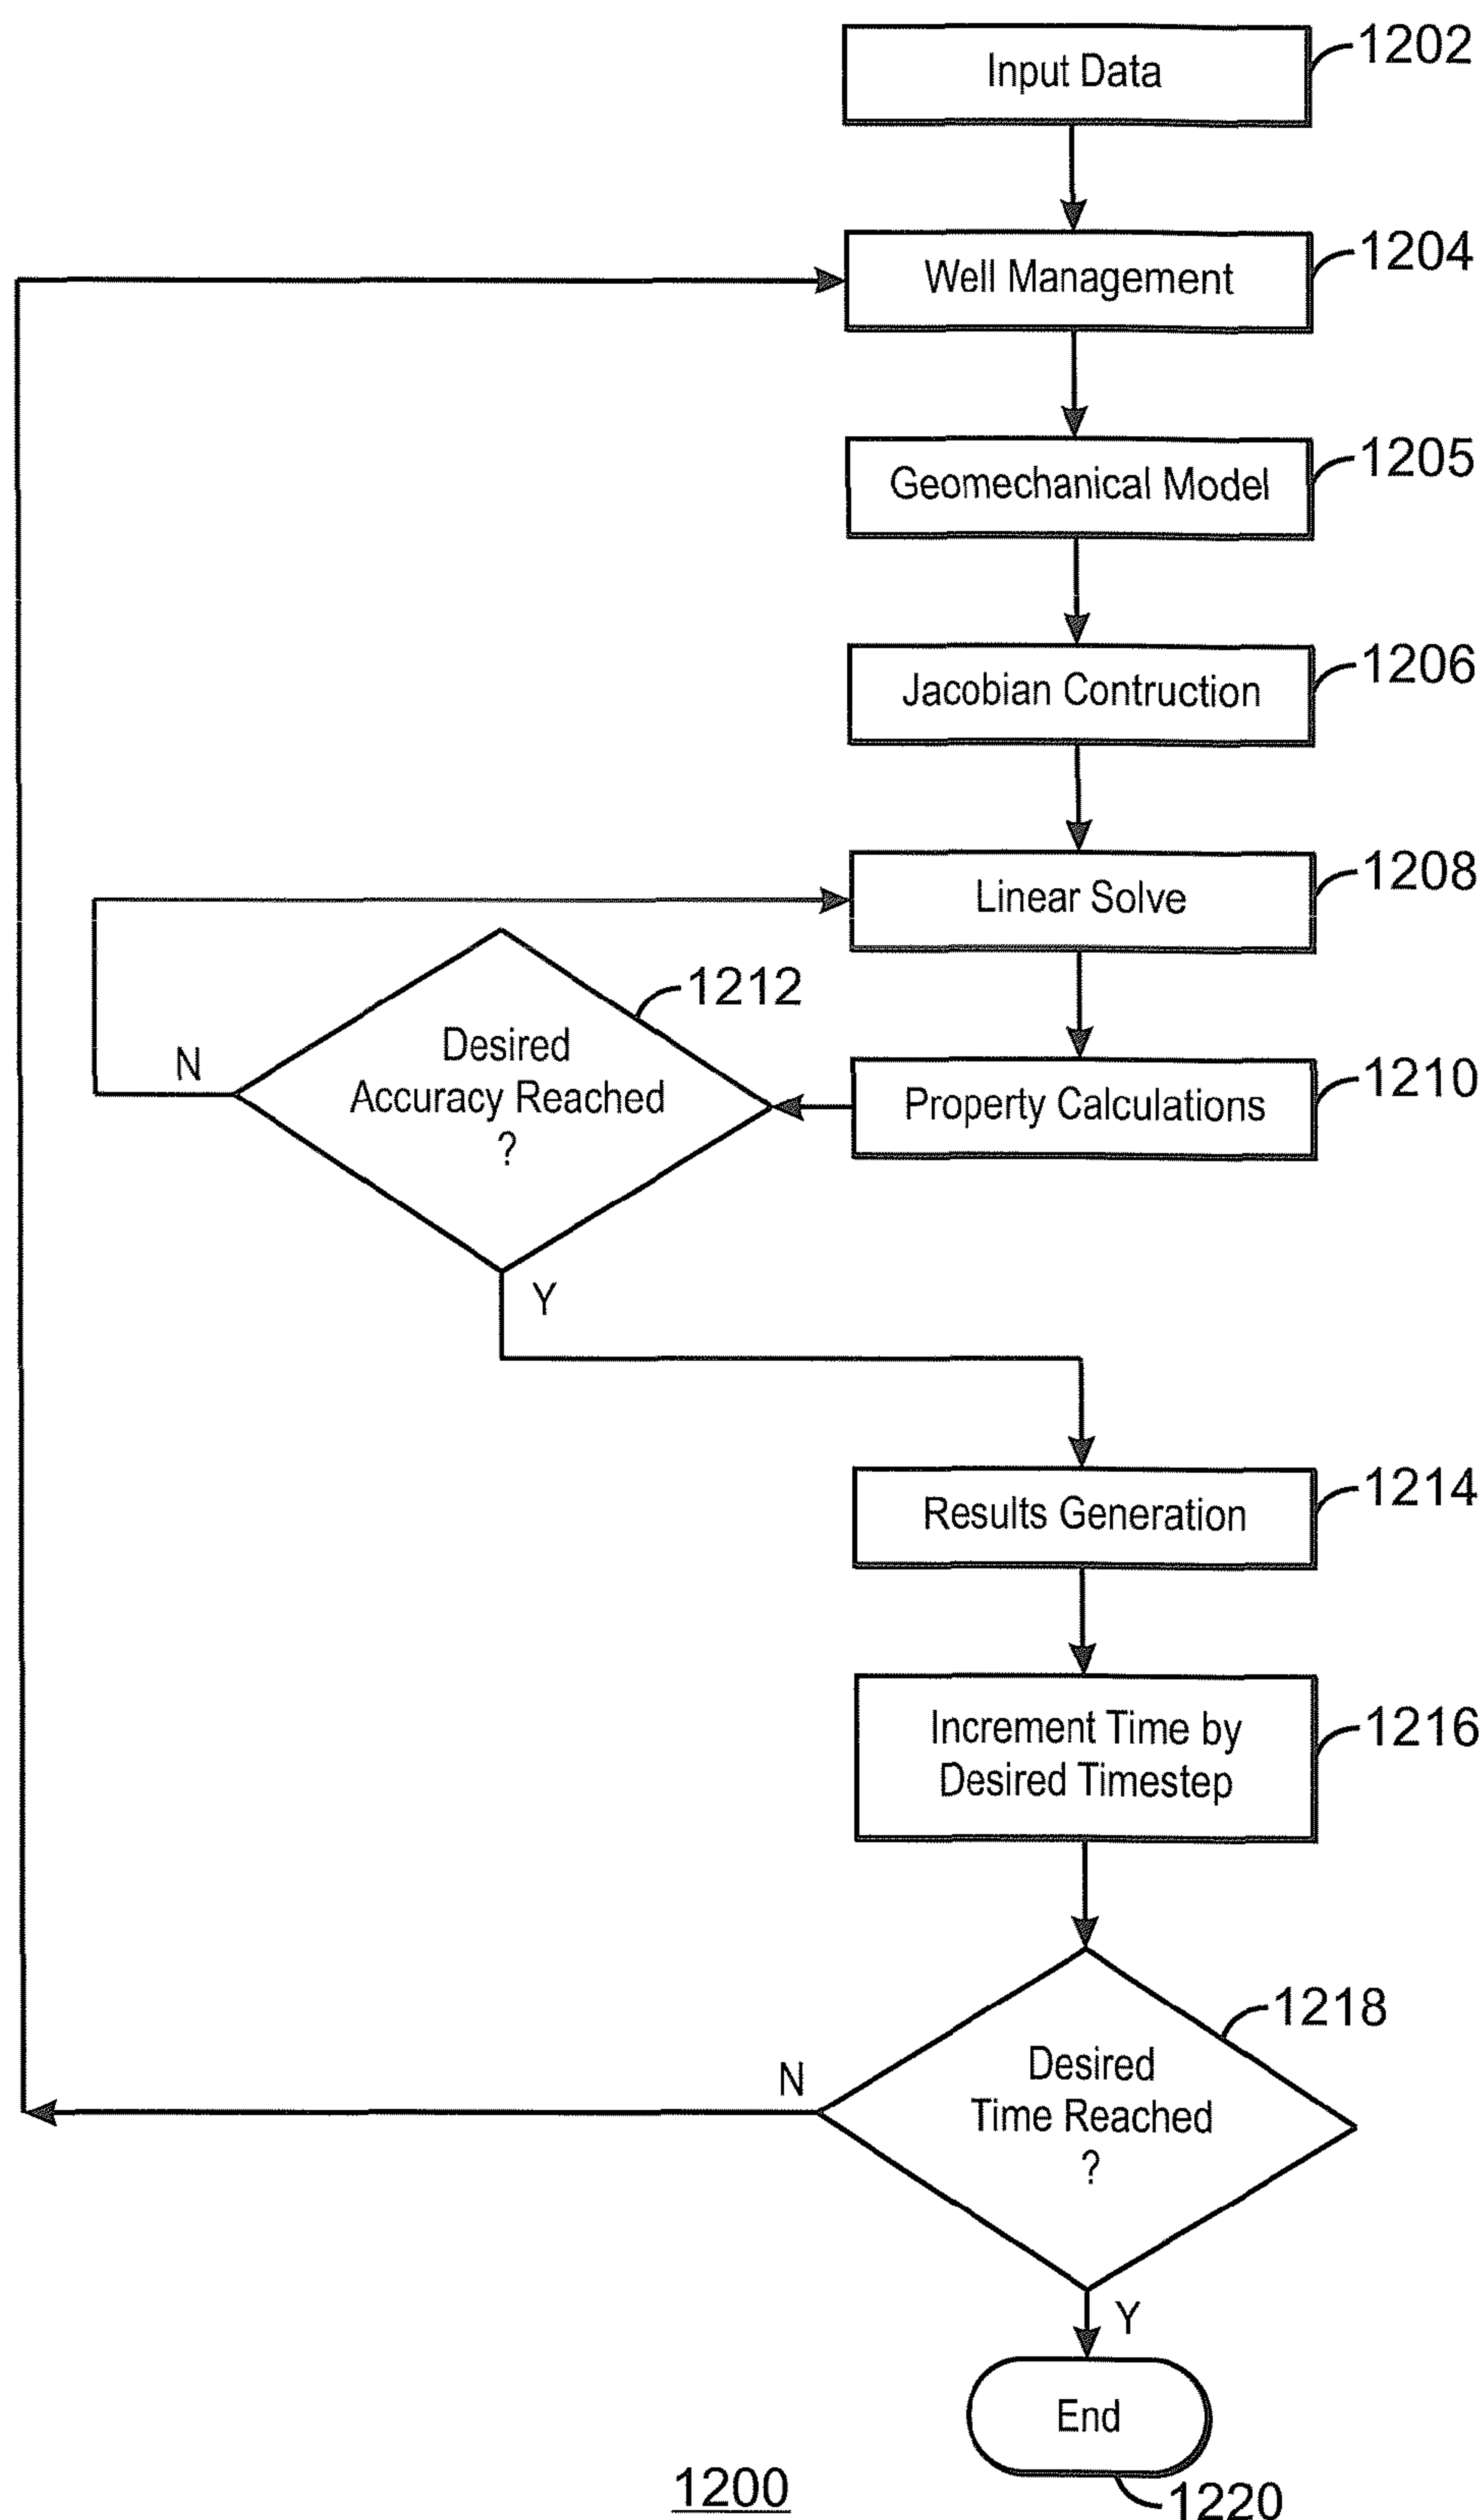 Input Data
1202
Well Management
1204
Geomechanical Model
1205
Jacobian Contruction
1206
Linear Solve
1208
Property Calculations
1210
Desired
Accuracy Reached
?
1212
N
Y
Results Generation
1214
Increment Time by
Desired Timestep
1216
Desired
Time Reached
?
1218
N
Y
End
1220
1200